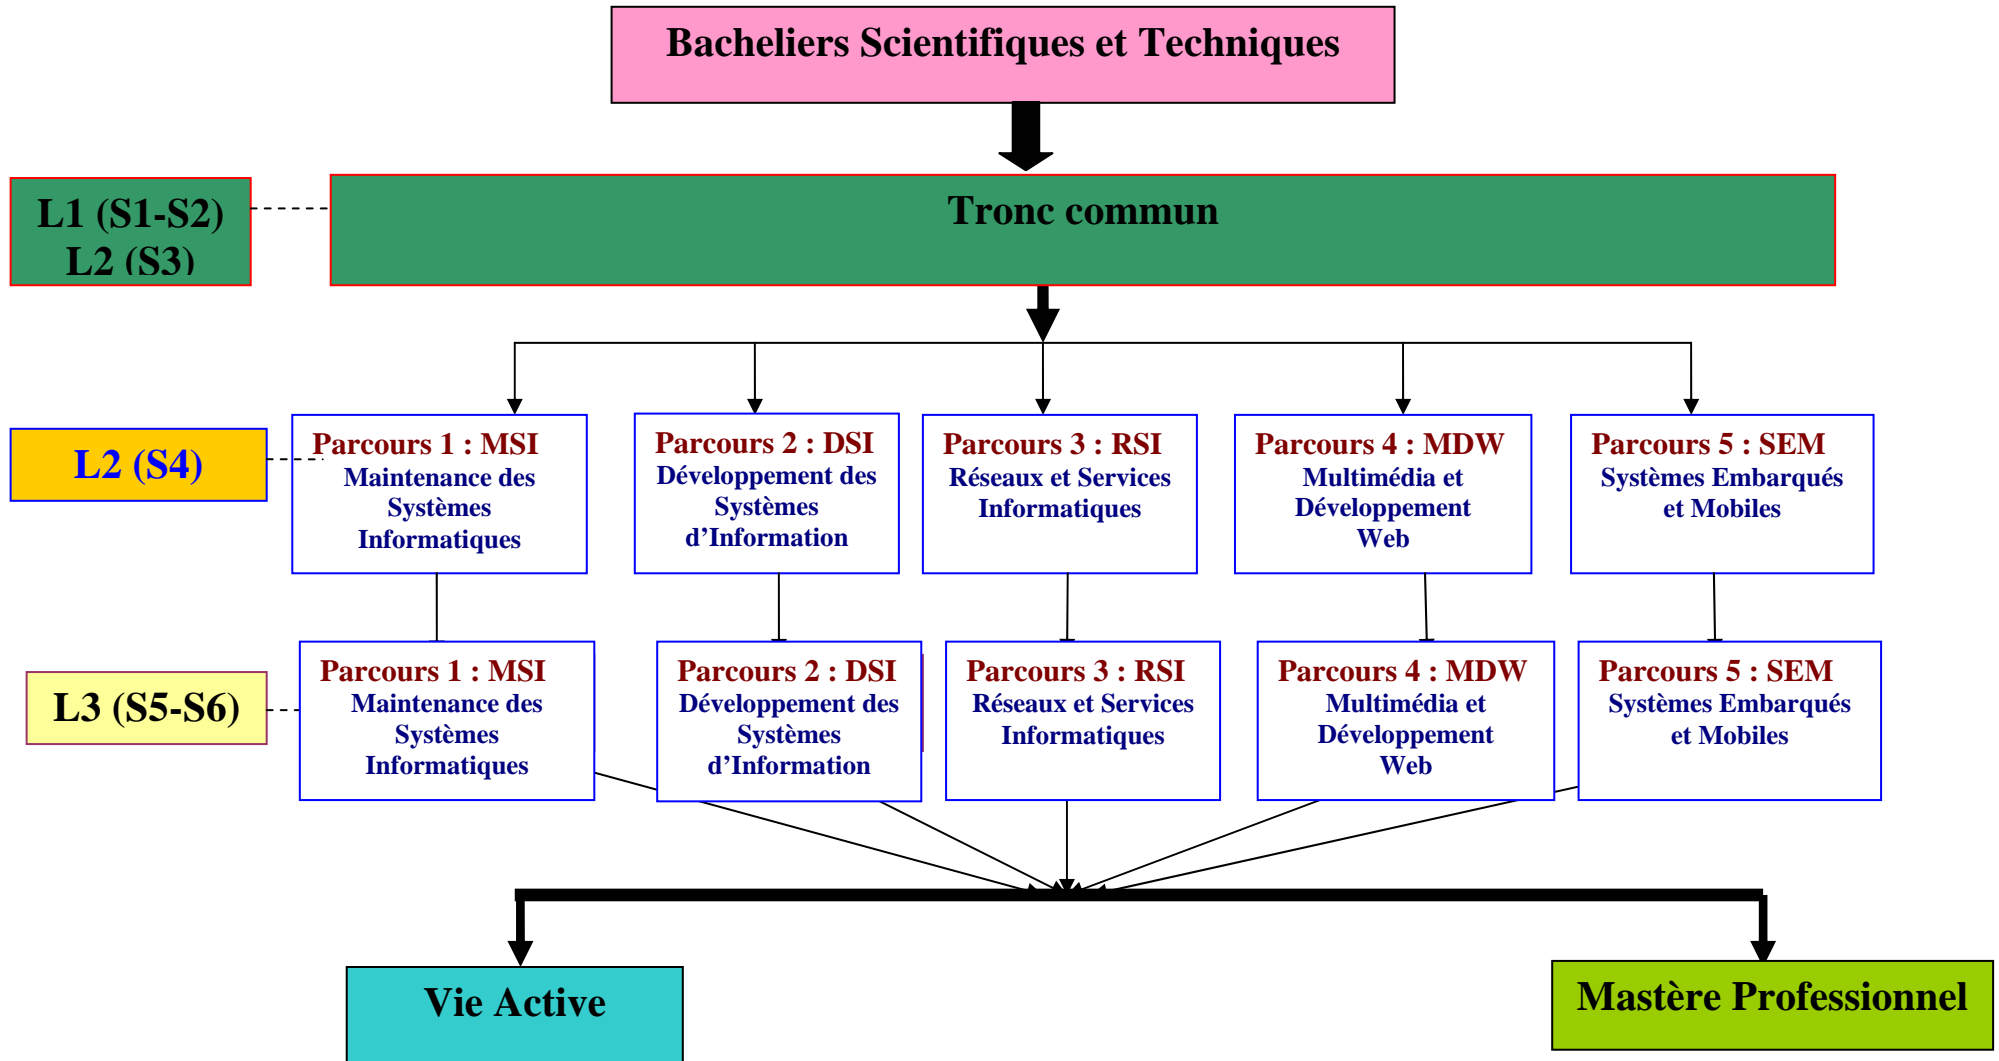 Bacheliers Scientifiques et Techniques
L1 (S1-S2)
L2 (S3)
Tronc commun
L2 (S4)
Parcours 1 : MSI
Maintenance des
Systèmes
Informatiques
Parcours 2 : DSI
Développement des
Systèmes
d’Information
Parcours 3 : RSI
Réseaux et Services
Informatiques
Parcours 4 : MDW
Multimédia et
Développement
Web
Parcours 5 : SEM
Systèmes Embarqués
et Mobiles
L3 (S5-S6)
Parcours 1 : MSI
Maintenance des
Systèmes
Informatiques
Parcours 2 : DSI
Développement des
Systèmes
d’Information
Parcours 3 : RSI
Réseaux et Services
Informatiques
Parcours 4 : MDW
Multimédia et
Développement
Web
Parcours 5 : SEM
Systèmes Embarqués
et Mobiles
Vie Active
Mastère Professionnel